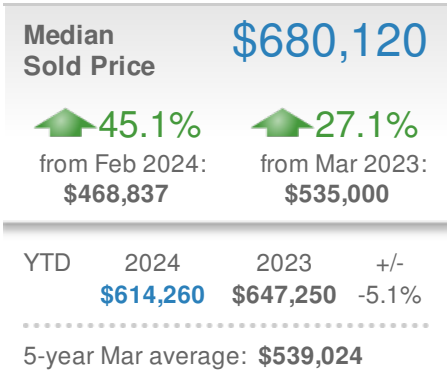 Median $680,120
Sold Price
45.1% 27.1%
from Feb 2024: from Mar 2023:
$468,837 $535,000
YTD 2024 2023 +/-
$614,260 $647,250 -5.1%
5-year Mar average: $539,024